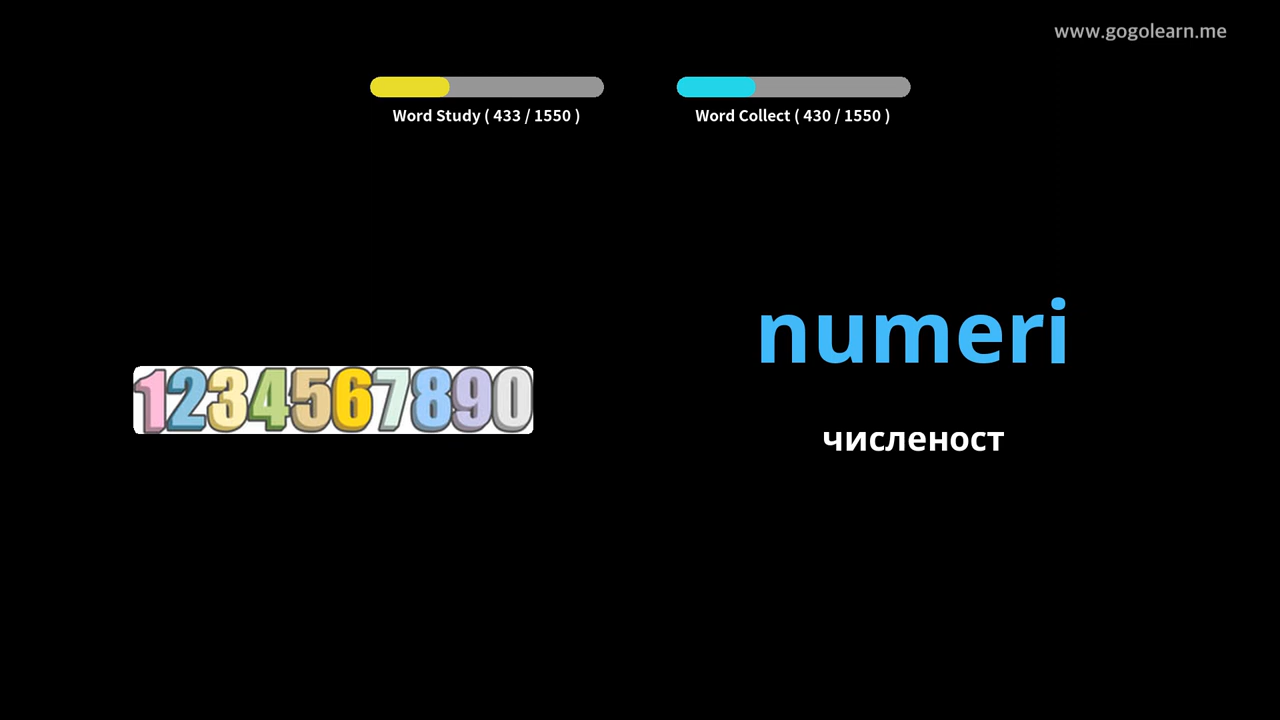 www.gogolearn.me
Word Study ( 433 / 1550 )
Word Collect ( 430 / 1550 )
numeri
1234567890
численост